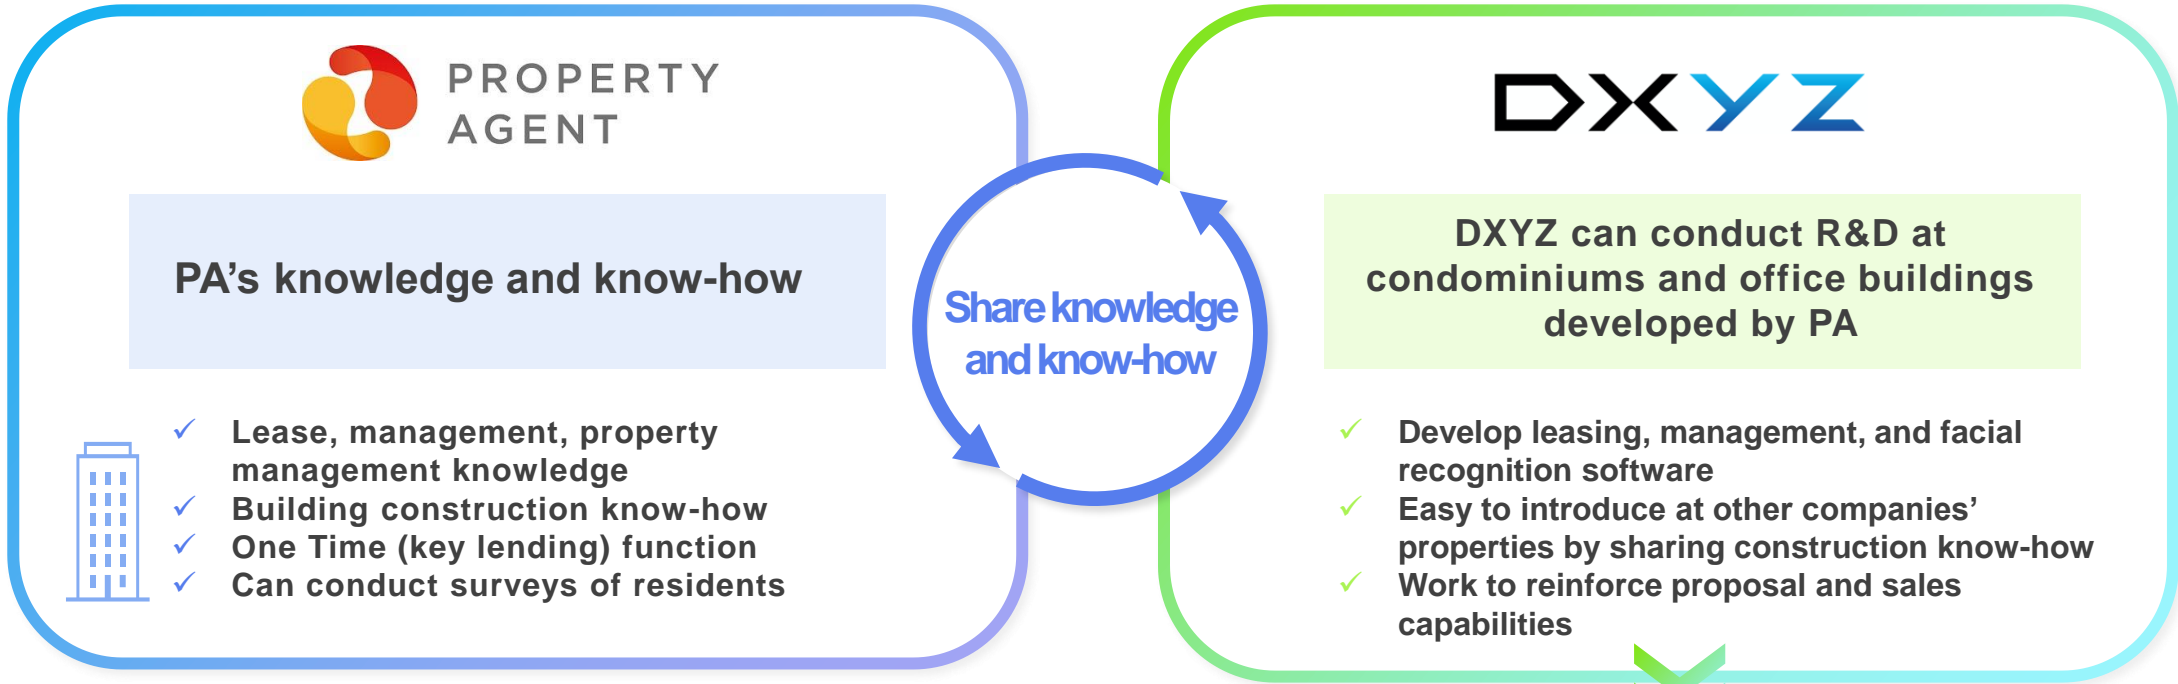 PROPERTY
AGENT
PA’s knowledge and know-how
Lease, management, property
management knowledge
Building construction know-how
One Time (key lending) function
Can conduct surveys of residents
Share knowledge
and know-how
DXYZ
DXYZ can conduct R&D at
condominiums and office buildings
developed by PA
Develop leasing, management, and facial
recognition software
Easy to introduce at other companies’
properties by sharing construction know-how
Work to reinforce proposal and sales
capabilities